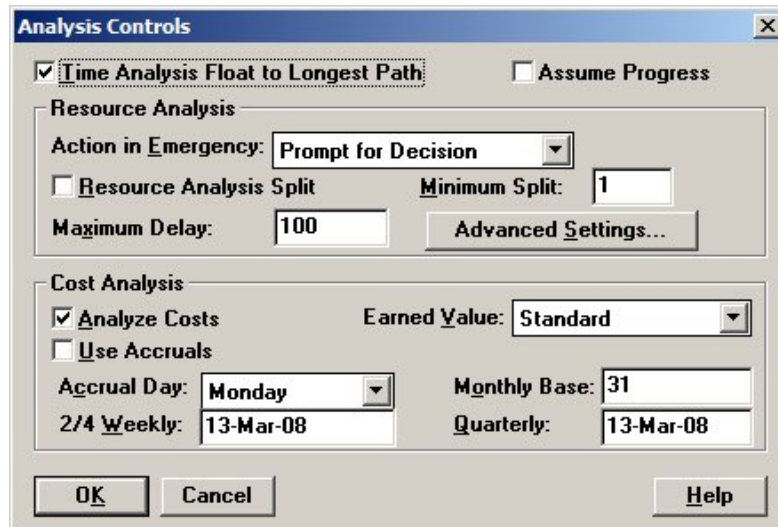 Analysis Controls
Time Analysis Float to Longest Path Assume Progress
Resource Analysis
Action in Emergency: Prompt for Decision
Resource Analysis Split Minimum Split: 1
Maximum Delay: 100 Advanced Settings...
Cost Analysis
Analyze Costs Earned Value: Standard
Use Accruals
Accrual Day: Monday Monthly Base: 31
2/4 Weekly: 13-Mar-08 Quarterly: 13-Mar-08
OK Cancel Help